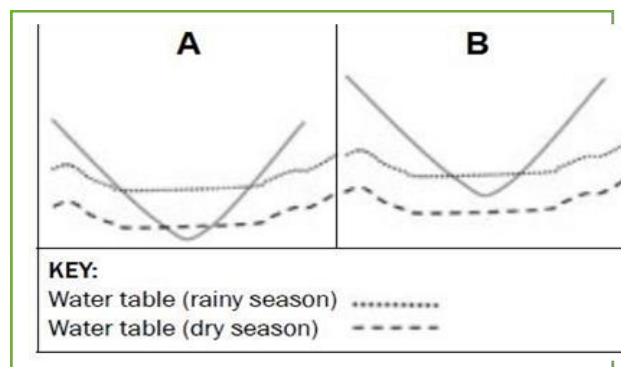 A B
KEY:
Water table (rainy season)
Water table (dry season)